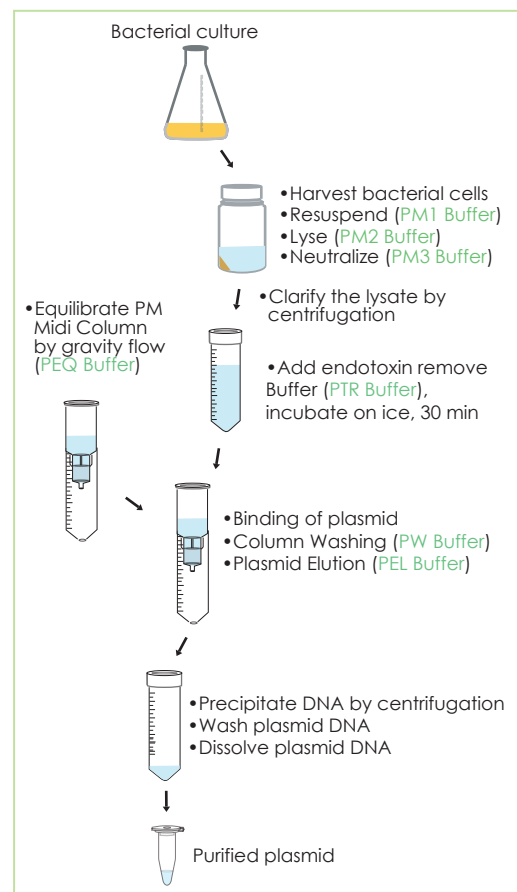 Bacterial culture
•Harvest bacterial cells
•Resuspend (PM1 Buffer)
•Lyse (PM2 Buffer)
•Neutralize (PM3 Buffer)
•Clarify the lysate by
centrifugation
•Equilibrate PM
Midi Column
by gravity flow
(PEQ Buffer)
•Add endotoxin remove
Buffer (PTR Buffer),
incubate on ice, 30 min
•Binding of plasmid
•Column Washing (PW Buffer)
•Plasmid Elution (PEL Buffer)
•Precipitate DNA by centrifugation
•Wash plasmid DNA
•Dissolve plasmid DNA
Purified plasmid